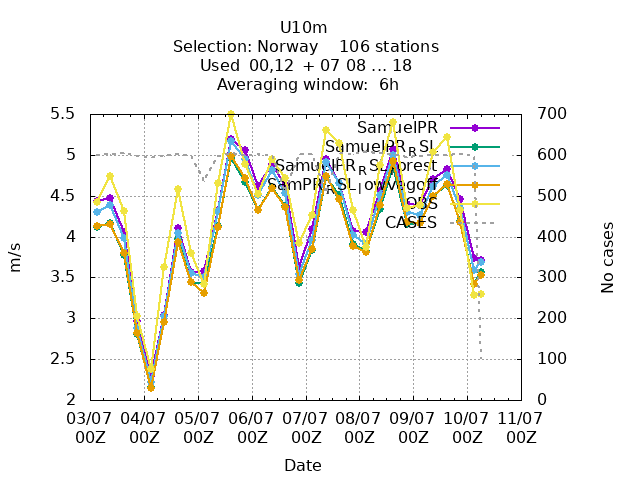 U10m
Selection: Norway 106 stations
Used 00,12 + 07 08 ... 18
Averaging window: 6h
5.5
5
4.5
4
3.5
3
2.5
2
700
600
500
400
300
200
100
0
m/s
No cases
SamuelPR
OBS
CASES
03/07 04/07 05/07 06/07 07/07 08/07 09/07 10/07 11/07
00Z 00Z 00Z 00Z 00Z 00Z 00Z 00Z 00Z
Date